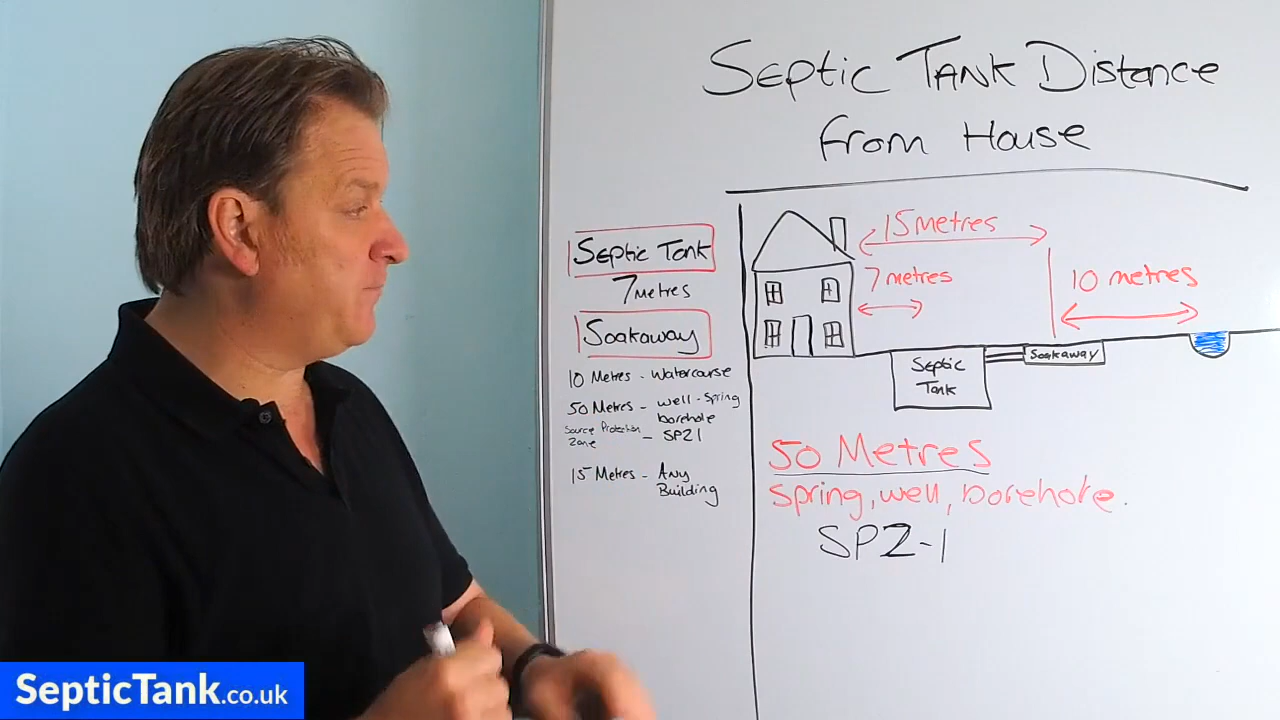 Septic Tank Distance
from House
Septic Tank
7 metres
Soakaway
10 Metres - Watercourse
50 Metres - well - Spring
borehole
Source Protection
Zone - SPZ1
15 Metres - Any
Building
15 Metres
7 metres
10 metres
Septic
Tank
Soakaway
50 Metres
Spring, well, borehole.
SPZ-1
SepticTank.co.uk